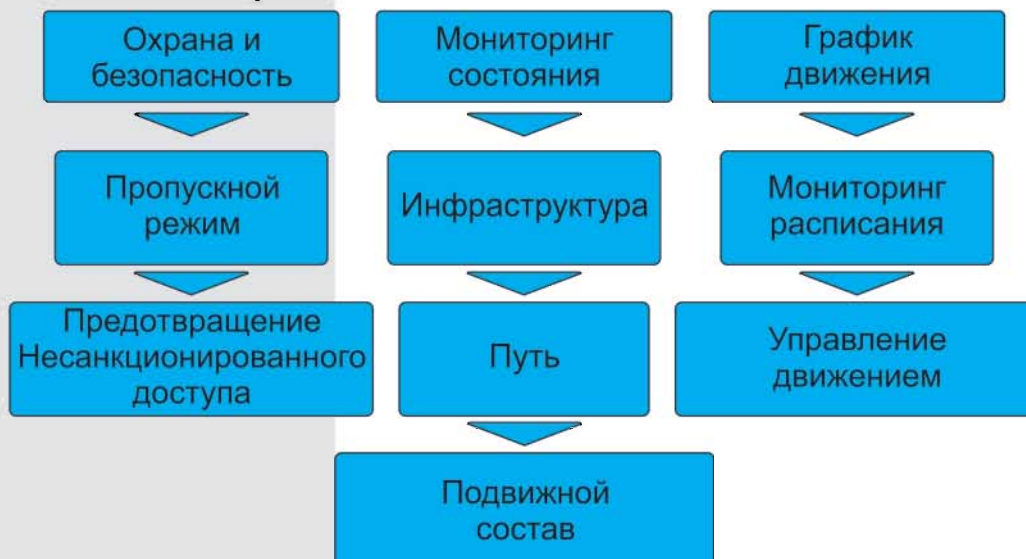 Охрана и
безопасность
Мониторинг
состояния
График
движения
Пропускной
режим
Инфраструктура
Мониторинг
расписания
Предотвращение
Несанкционированного
доступа
Путь
Управление
движением
Подвижной
состав